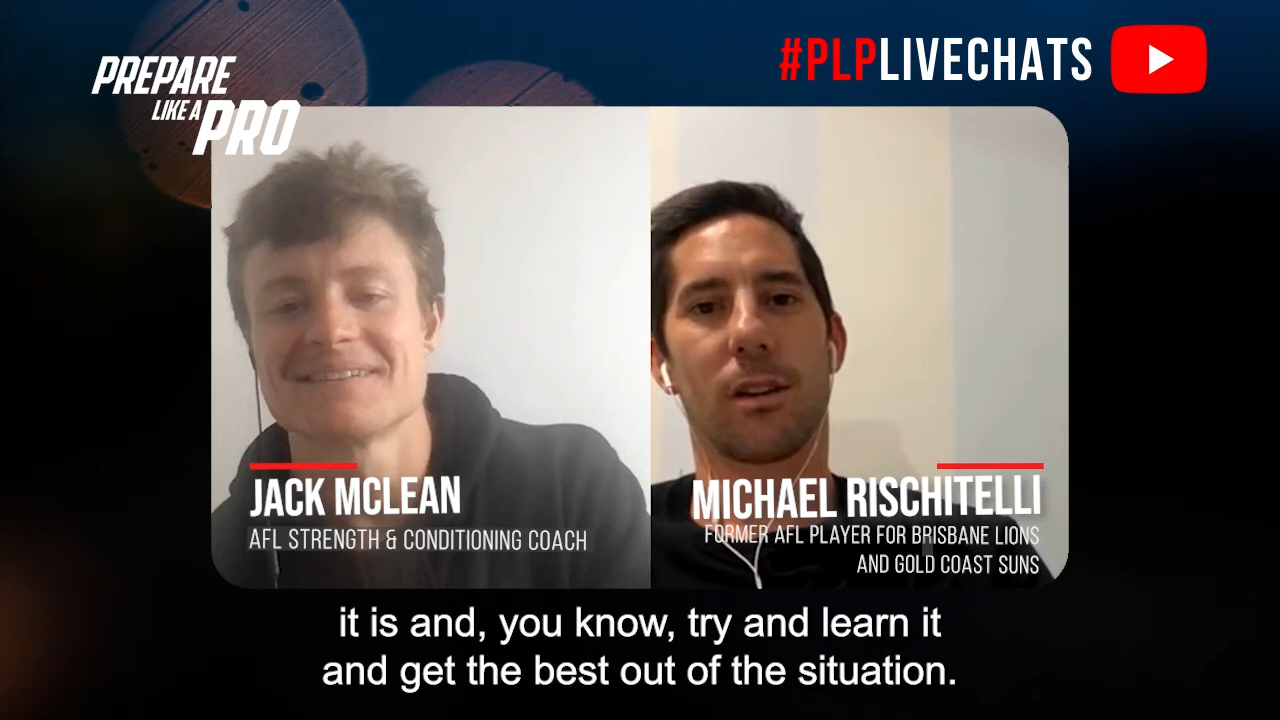 PREPARE
LIKE A
PRO
#PLPLIVECHATS
JACK MCLEAN
AFL STRENGTH & CONDITIONING COACH
MICHAEL RISCHITELLI
FORMER AFL PLAYER FOR BRISBANE LIONS
AND GOLD COAST SUNS
it is and, you know, try and learn it
and get the best out of the situation.